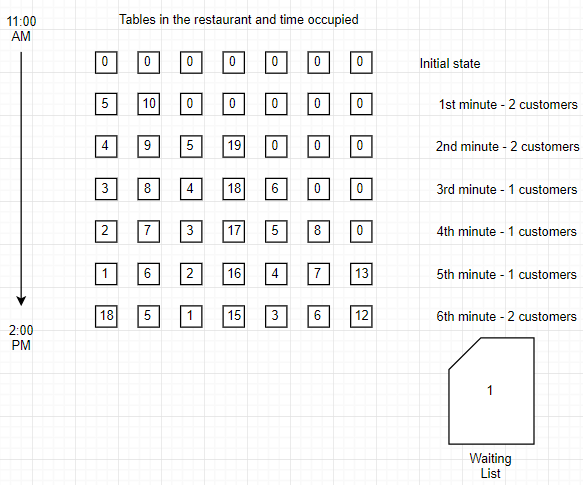 Tables in the restaurant and time occupied
11:00
AM
0 0 0 0 0 0 0 Initial state
5 10 0 0 0 0 0 1st minute - 2 customers
4 9 5 19 0 0 0 2nd minute - 2 customers
3 8 4 18 6 0 0 3rd minute - 1 customers
2 7 3 17 5 8 0 4th minute - 1 customers
1 6 2 16 4 7 13 5th minute - 1 customers
18 5 1 15 3 6 12 6th minute - 2 customers
2:00
PM
1
Waiting
List